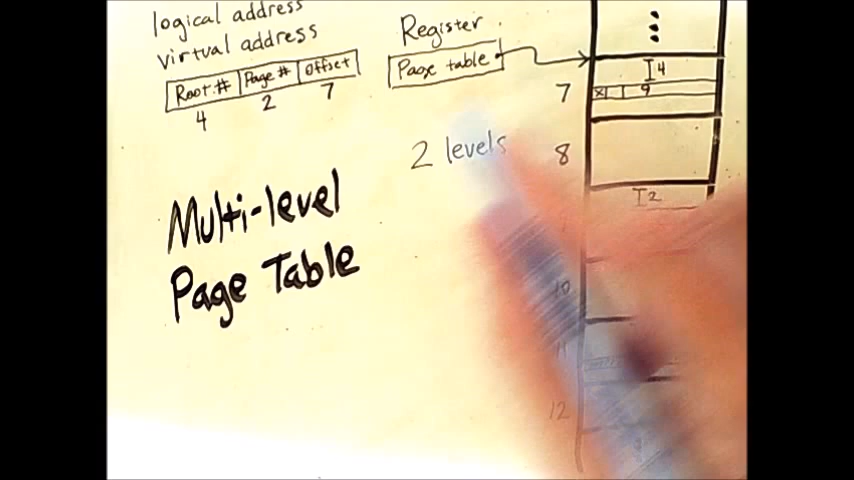 logical address
virtual address
Root # Page # Offset
4 2 7
Multi-level
Page Table
Register
Page table
2 levels
I4
7
9
8
I2
10
12